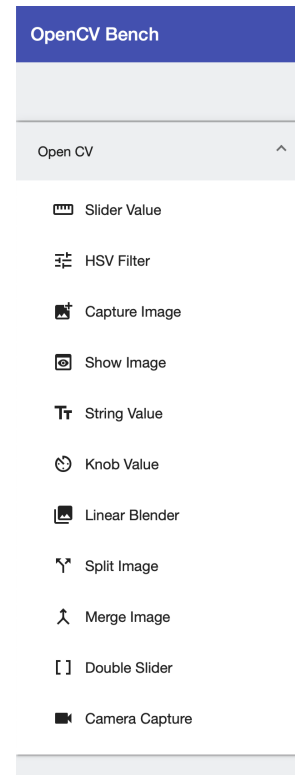 OpenCV Bench
Open CV
Slider Value
HSV Filter
Capture Image
Show Image
String Value
Knob Value
Linear Blender
Split Image
Merge Image
Double Slider
Camera Capture